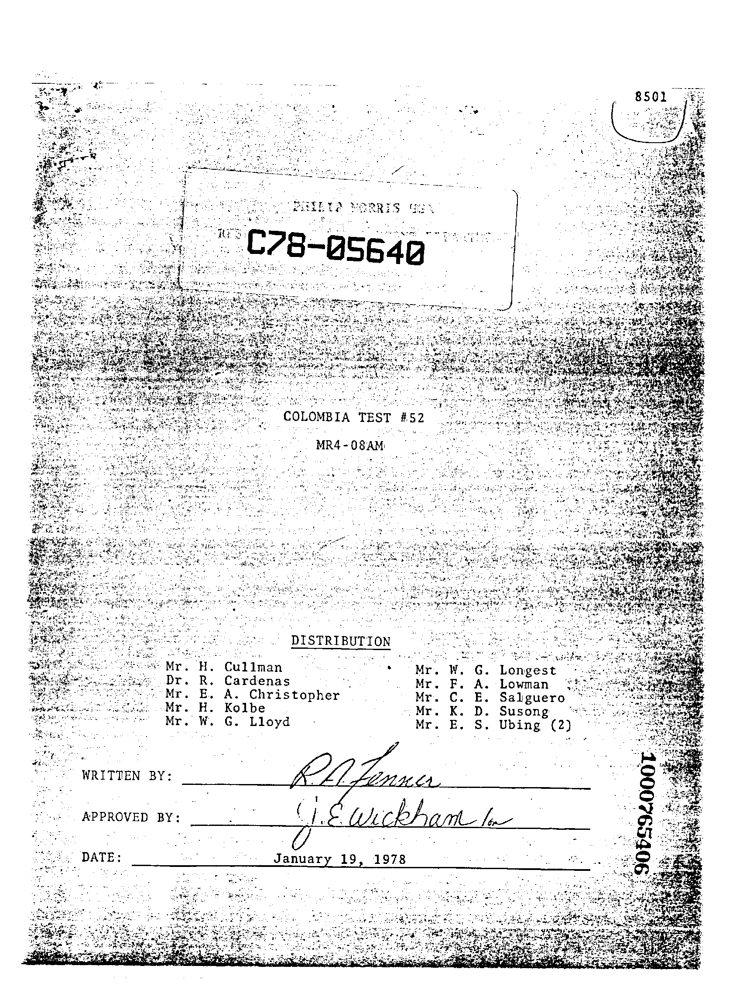 8501
PHILIP MORRIS USA
C78-05640
COLOMBIA TEST #52
MR4-08AM
DISTRIBUTION
Mr. H. Cullman
Dr. R. Cardenas
Mr. E. A. Christopher
Mr. H. Kolbe
Mr. W. G. Lloyd
Mr. W. G. Longest
Mr. F. A. Lowman
Mr. C. E. Salguero
Mr. K. D. Susong
Mr. E. S. Ubing (2)
WRITTEN BY: R A Fenner
APPROVED BY: J. E. Wickham
DATE: January 19, 1978
1000765406